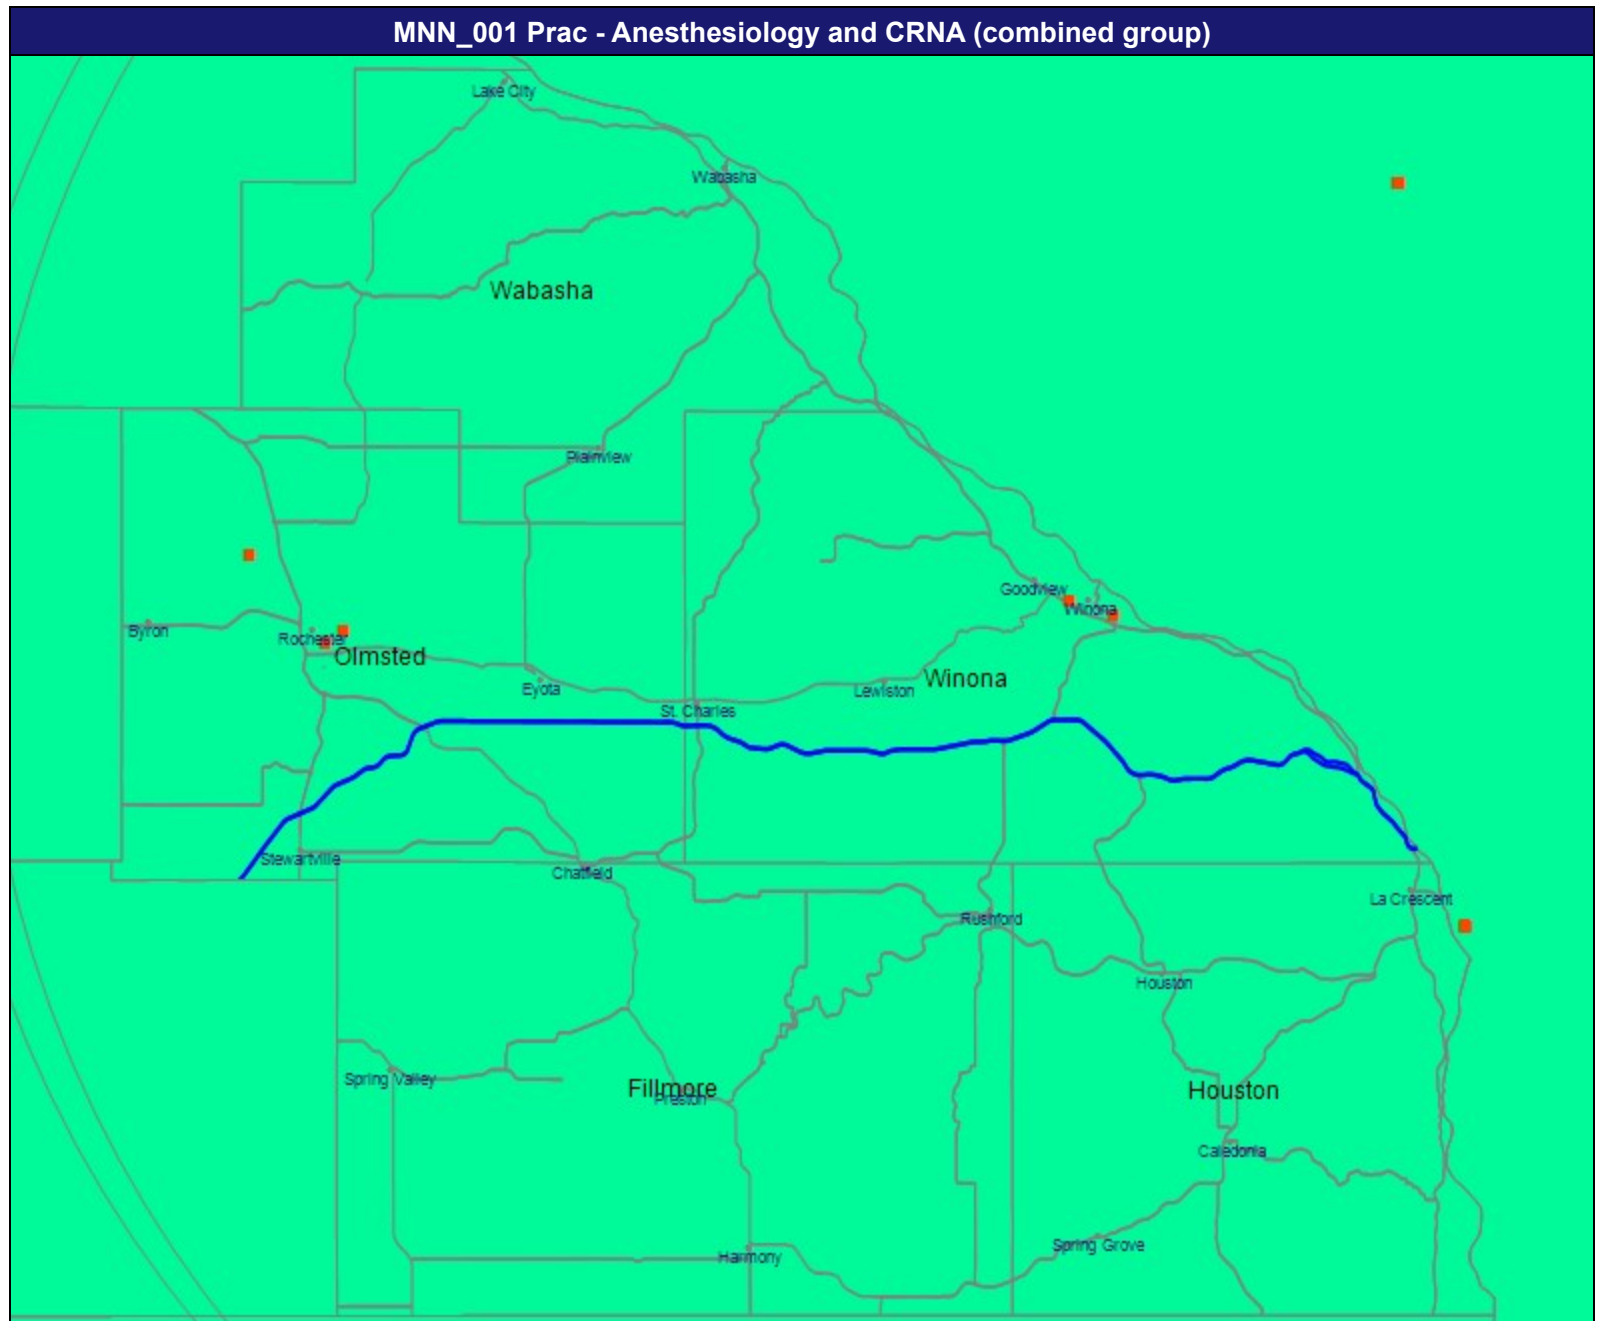 MNN_001 Prac - Anesthesiology and CRNA (combined group)
Lake City
Wabasha
Wabasha
Plainview
Goodview
Winona
Byron
Rochester
Olmsted
Eyota
Lewiston
Winona
St. Charles
Stewartville
Chatfield
La Crescent
Rushford
Houston
Spring Valley
Fillmore
Preston
Houston
Caledonia
Harmony
Spring Grove